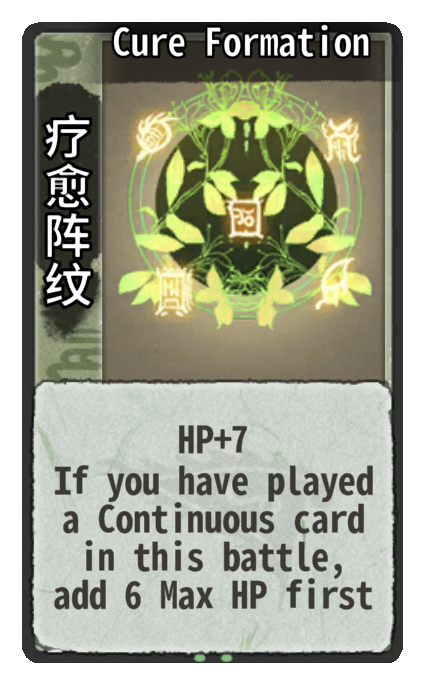 Cure Formation
疗愈阵纹
HP+7
If you have played
a Continuous card
in this battle,
add 6 Max HP first